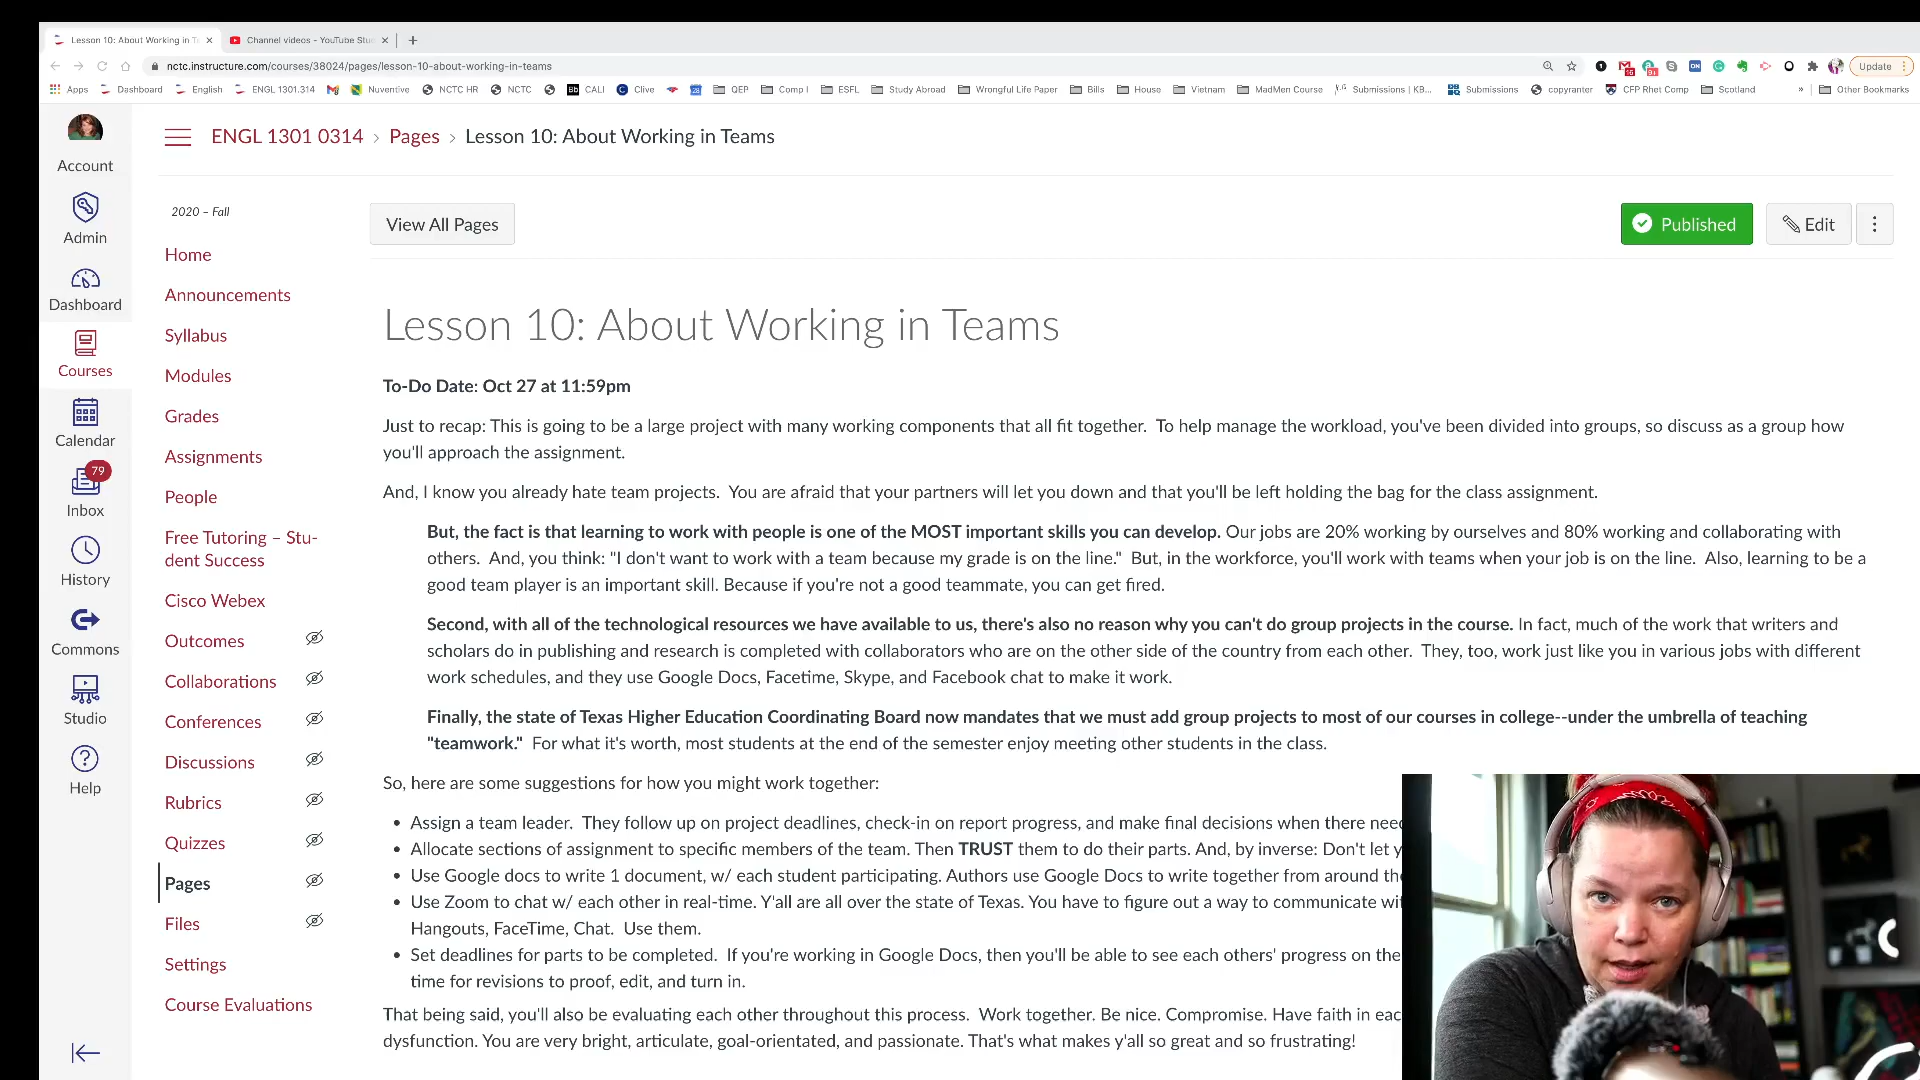 Lesson 10: About Working in T
Channel videos - YouTube Stu
nctc.instructure.com/courses/38024/pages/lesson-10-about-working-in-teams
Update
Apps
Dashboard
English
ENGL 1301.314
Nuventive
NCTC HR
NCTC
CALI
Clive
QEP
Comp I
ESFL
Study Abroad
Wrongful Life Paper
Bills
House
Vietnam
MadMen Course
Submissions | KB...
Submissions
copyranter
CFP Rhet Comp
Scotland
»
Other Bookmarks
ENGL 1301 0314 › Pages › Lesson 10: About Working in Teams
Account
Admin
Dashboard
Courses
Calendar
79
Inbox
History
Commons
Studio
Help
2020 – Fall
Home
Announcements
Syllabus
Modules
Grades
Assignments
People
Free Tutoring – Stu-
dent Success
Cisco Webex
Outcomes
Collaborations
Conferences
Discussions
Rubrics
Quizzes
Pages
Files
Settings
Course Evaluations
View All Pages
Published
Edit
Lesson 10: About Working in Teams
To-Do Date: Oct 27 at 11:59pm
Just to recap: This is going to be a large project with many working components that all fit together. To help manage the workload, you've been divided into groups, so discuss as a group how
you'll approach the assignment.
And, I know you already hate team projects. You are afraid that your partners will let you down and that you'll be left holding the bag for the class assignment.
But, the fact is that learning to work with people is one of the MOST important skills you can develop. Our jobs are 20% working by ourselves and 80% working and collaborating with
others. And, you think: "I don't want to work with a team because my grade is on the line." But, in the workforce, you'll work with teams when your job is on the line. Also, learning to be a
good team player is an important skill. Because if you're not a good teammate, you can get fired.
Second, with all of the technological resources we have available to us, there's also no reason why you can't do group projects in the course. In fact, much of the work that writers and
scholars do in publishing and research is completed with collaborators who are on the other side of the country from each other. They, too, work just like you in various jobs with different
work schedules, and they use Google Docs, Facetime, Skype, and Facebook chat to make it work.
Finally, the state of Texas Higher Education Coordinating Board now mandates that we must add group projects to most of our courses in college--under the umbrella of teaching
"teamwork." For what it's worth, most students at the end of the semester enjoy meeting other students in the class.
So, here are some suggestions for how you might work together:
• Assign a team leader. They follow up on project deadlines, check-in on report progress, and make final decisions when there nee
• Allocate sections of assignment to specific members of the team. Then TRUST them to do their parts. And, by inverse: Don't let y
• Use Google docs to write 1 document, w/ each student participating. Authors use Google Docs to write together from around th
• Use Zoom to chat w/ each other in real-time. Y'all are all over the state of Texas. You have to figure out a way to communicate wi
Hangouts, FaceTime, Chat. Use them.
• Set deadlines for parts to be completed. If you're working in Google Docs, then you'll be able to see each others' progress on the
time for revisions to proof, edit, and turn in.
That being said, you'll also be evaluating each other throughout this process. Work together. Be nice. Compromise. Have faith in eac
dysfunction. You are very bright, articulate, goal-orientated, and passionate. That's what makes y'all so great and so frustrating!